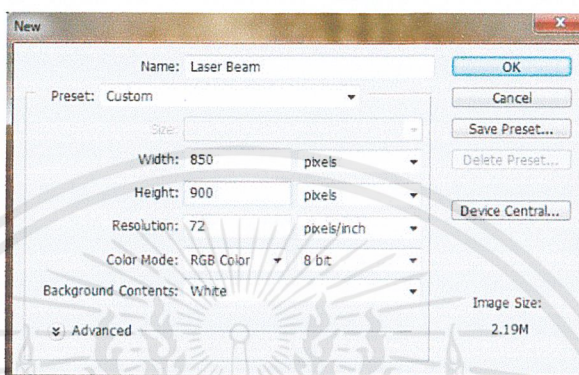 New
Name: Laser Beam
OK
Preset: Custom
Cancel
Size:
Save Preset...
Width: 850 pixels
Delete Preset...
Height: 900 pixels
Device Central...
Resolution: 72 pixels/inch
Color Mode: RGB Color 8 bit
Background Contents: White
Image Size:
Advanced
2.19M